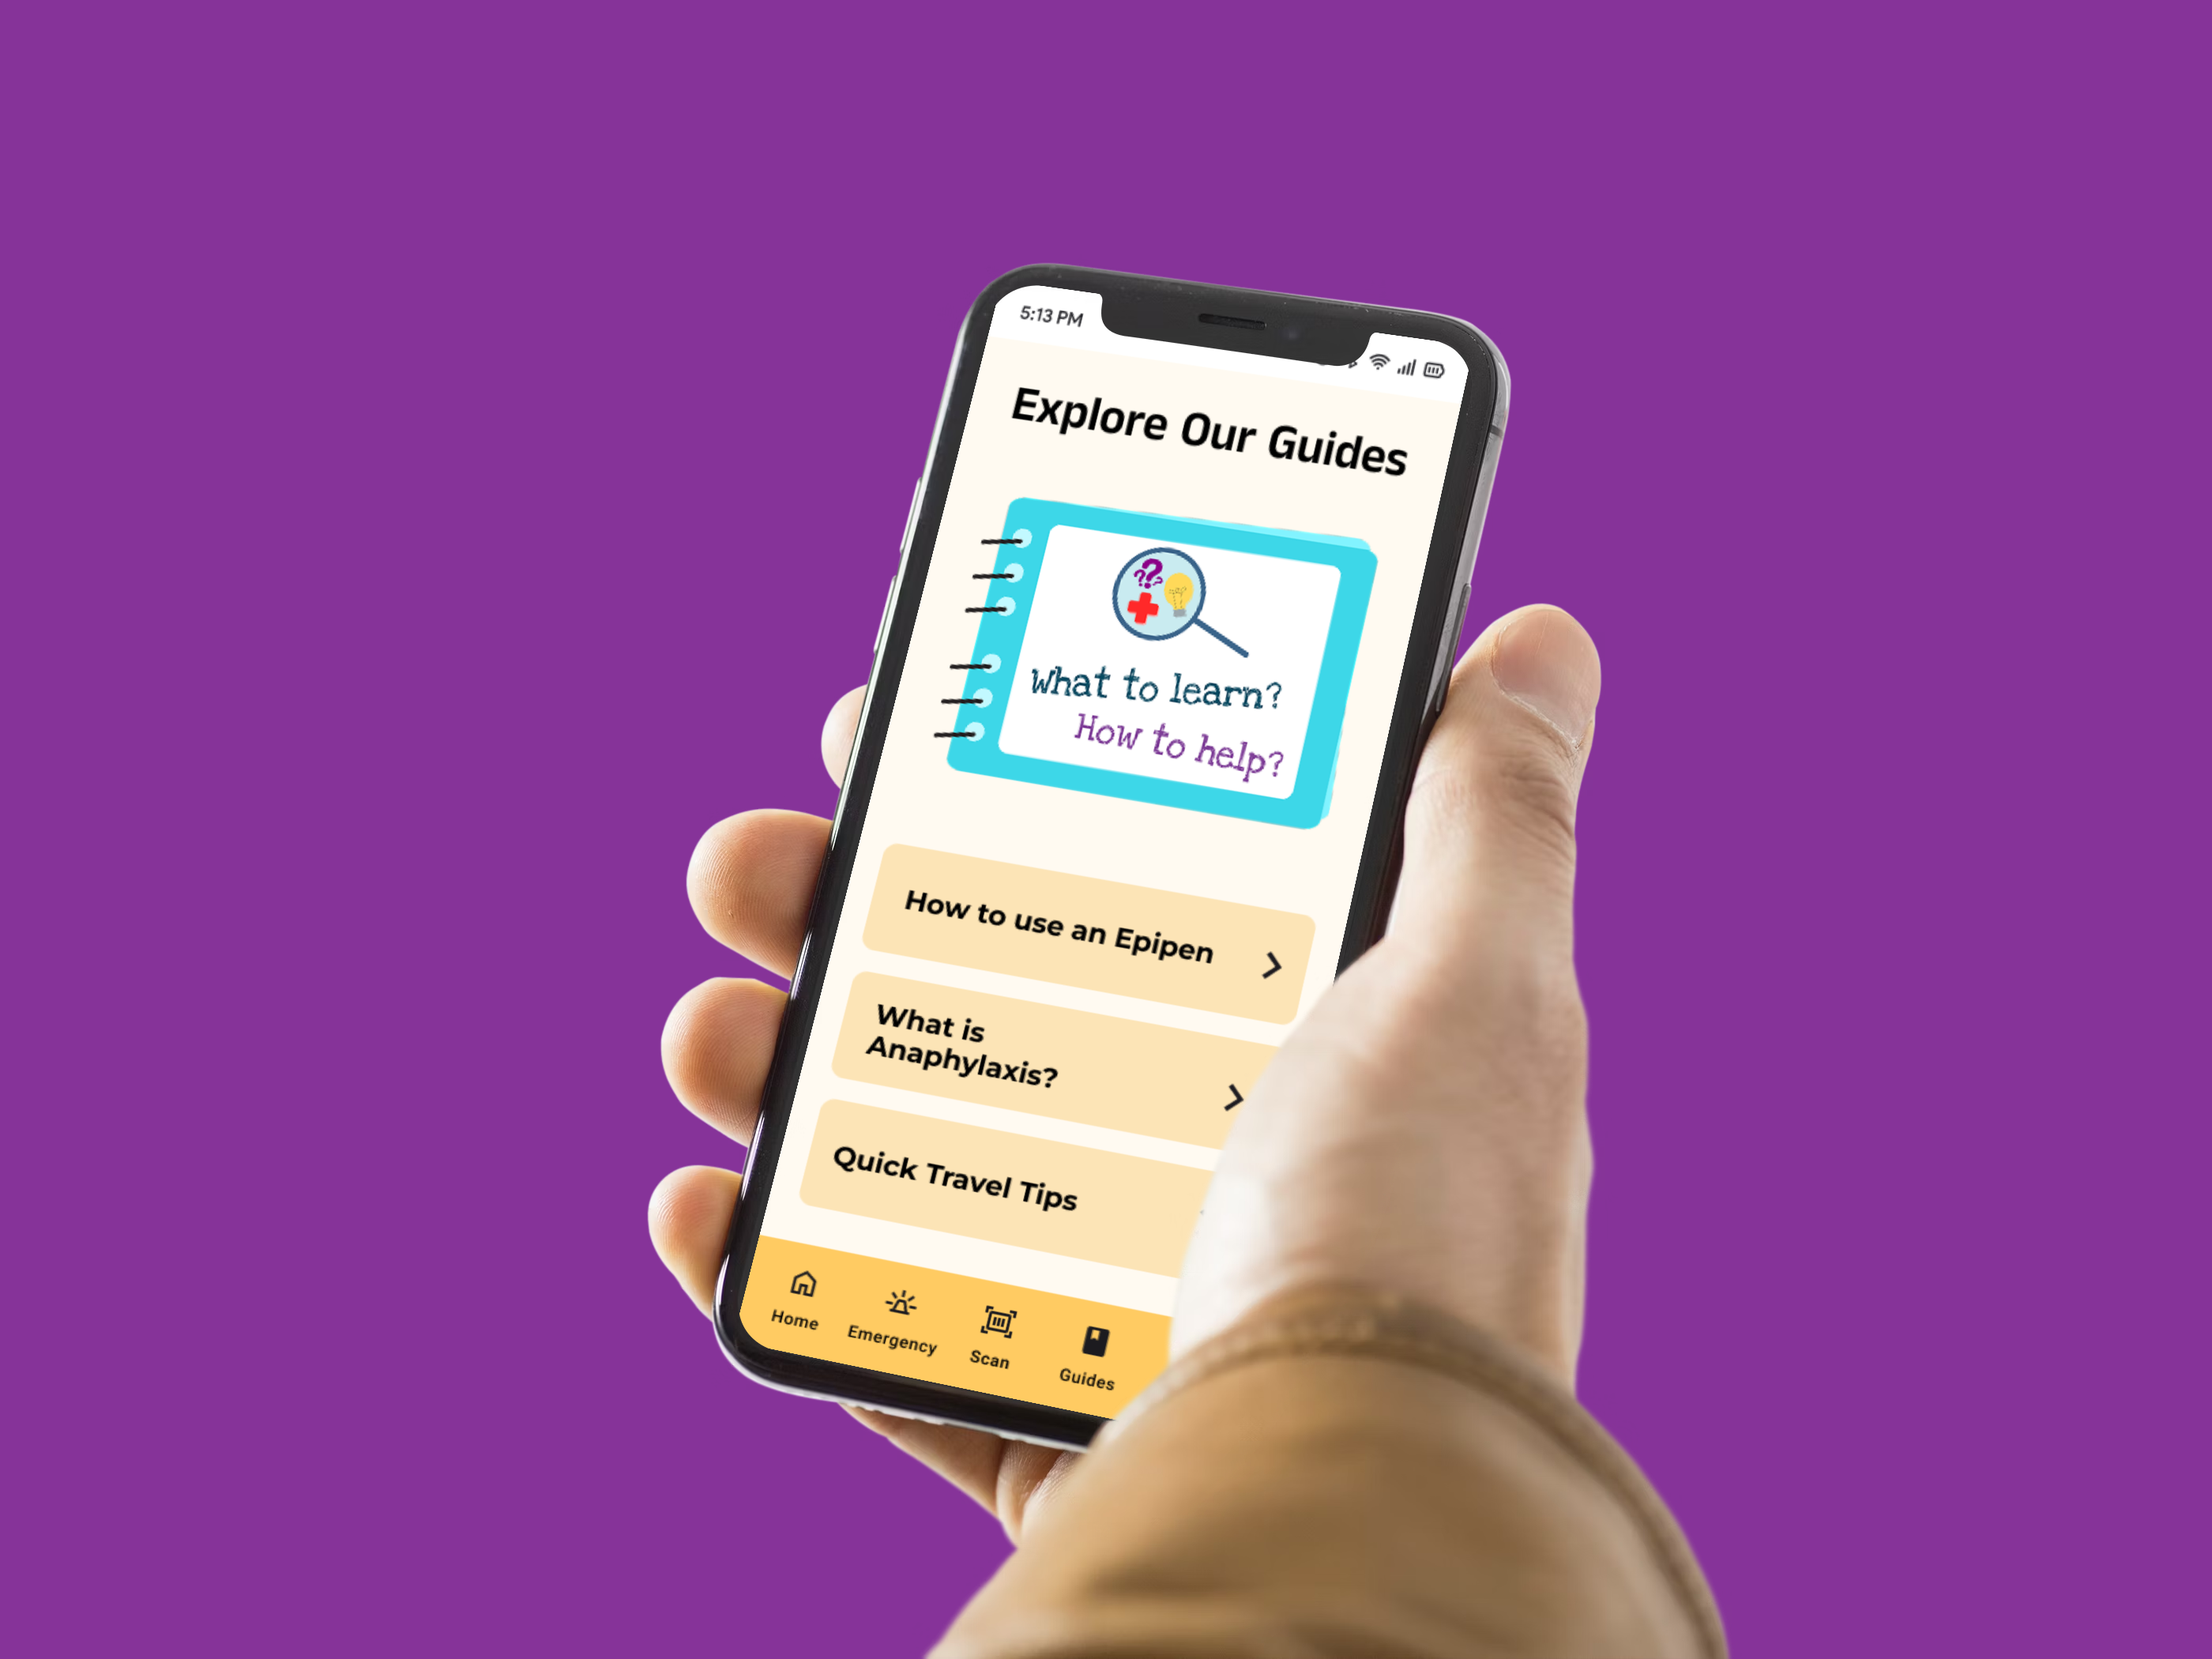 5:13 PM
Explore Our Guides
What to learn?
How to help?
How to use an Epipen
What is
Anaphylaxis?
Quick Travel Tips
Home
Emergency
Scan
Guides